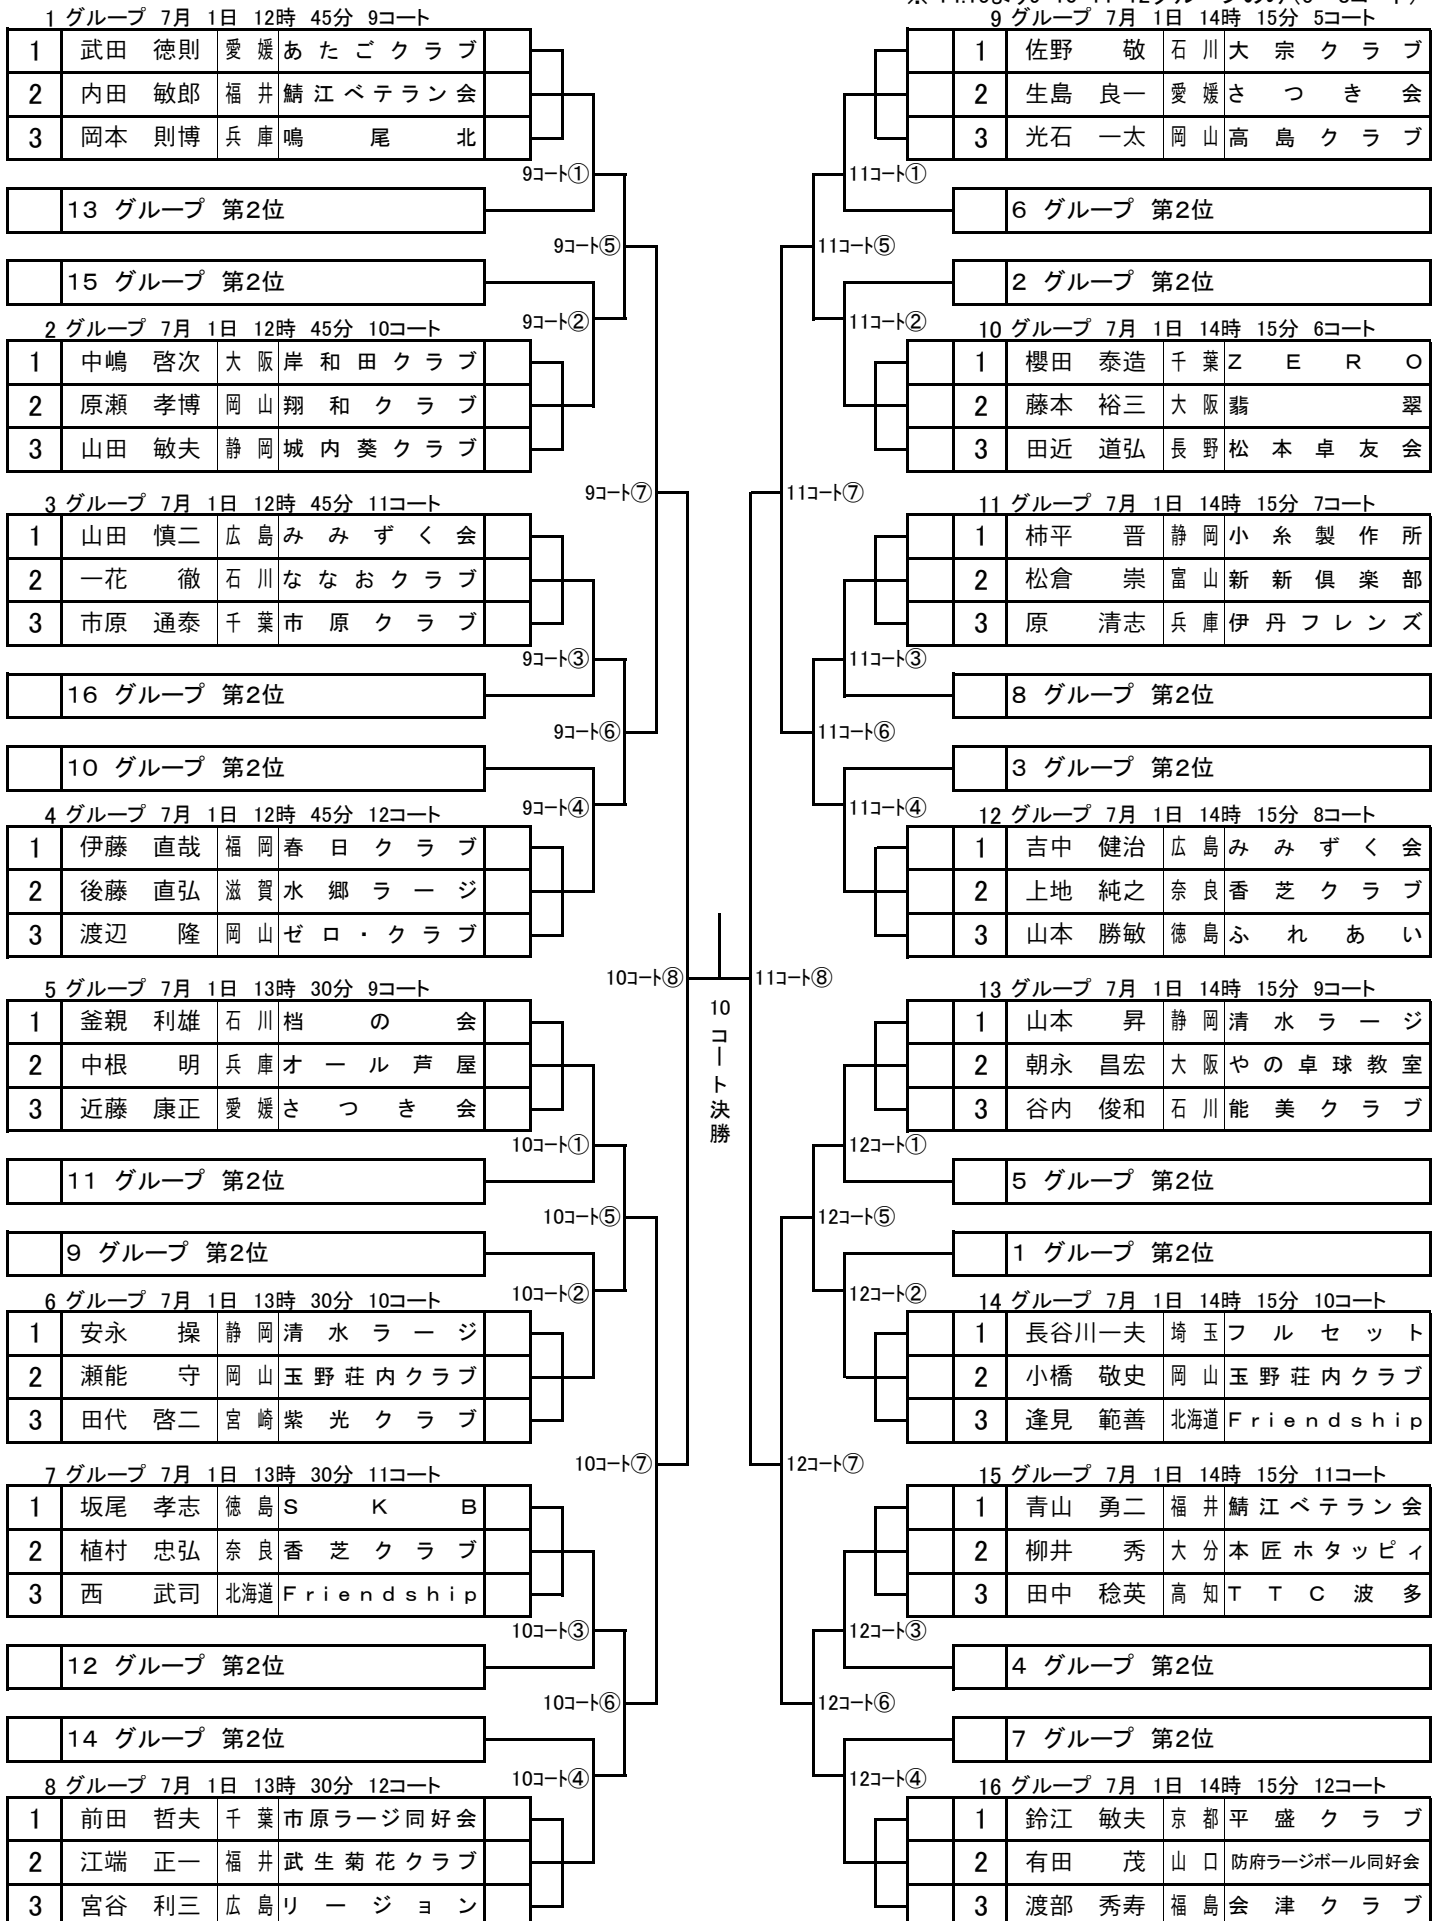 1 グループ 7月 1日 12時 45分 9コート
1 武田 徳則 愛媛 あたごクラブ
2 内田 敏郎 福井 鯖江ベテラン会
3 岡本 則博 兵庫 鳴尾北
9コート①
13 グループ 第2位
9コート⑤
15 グループ 第2位
9コート②
2 グループ 7月 1日 12時 45分 10コート
1 中嶋 啓次 大阪 岸和田クラブ
2 原瀬 孝博 岡山 翔和クラブ
3 山田 敏夫 静岡 城内葵クラブ
9コート⑦
3 グループ 7月 1日 12時 45分 11コート
1 山田 慎二 広島 みみずく会
2 一花 徹 石川 ななおクラブ
3 市原 通泰 千葉 市原クラブ
9コート③
16 グループ 第2位
9コート⑥
10 グループ 第2位
9コート④
4 グループ 7月 1日 12時 45分 12コート
1 伊藤 直哉 福岡 春日クラブ
2 後藤 直弘 滋賀 水郷ラージ
3 渡辺 隆 岡山 ゼロ・クラブ
10コート⑧
5 グループ 7月 1日 13時 30分 9コート
1 釜親 利雄 石川 档の会
2 中根 明 兵庫 オール芦屋
3 近藤 康正 愛媛 さつき会
10コート①
11 グループ 第2位
10コート⑤
9 グループ 第2位
10コート②
6 グループ 7月 1日 13時 30分 10コート
1 安永 操 静岡 清水ラージ
2 瀬能 守 岡山 玉野荘内クラブ
3 田代 啓二 宮崎 紫光クラブ
10コート⑦
7 グループ 7月 1日 13時 30分 11コート
1 坂尾 孝志 徳島 SKB
2 植村 忠弘 奈良 香芝クラブ
3 西 武司 北海道 Friendship
10コート③
12 グループ 第2位
10コート⑥
14 グループ 第2位
10コート④
8 グループ 7月 1日 13時 30分 12コート
1 前田 哲夫 千葉 市原ラージ同好会
2 江端 正一 福井 武生菊花クラブ
3 宮谷 利三 広島 リージョン
10コート決勝
9 グループ 7月 1日 14時 15分 5コート
1 佐野 敬 石川 大宗クラブ
2 生島 良一 愛媛 さつき会
3 光石 一太 岡山 高島クラブ
11コート①
6 グループ 第2位
11コート⑤
2 グループ 第2位
11コート②
10 グループ 7月 1日 14時 15分 6コート
1 櫻田 泰造 千葉 ZERO
2 藤本 裕三 大阪 翡翠
3 田近 道弘 長野 松本卓友会
11コート⑦
11 グループ 7月 1日 14時 15分 7コート
1 柿平 晋 静岡 小糸製作所
2 松倉 崇 富山 新新倶楽部
3 原 清志 兵庫 伊丹フレンズ
11コート③
8 グループ 第2位
11コート⑥
3 グループ 第2位
11コート④
12 グループ 7月 1日 14時 15分 8コート
1 吉中 健治 広島 みみずく会
2 上地 純之 奈良 香芝クラブ
3 山本 勝敏 徳島 ふれあい
11コート⑧
13 グループ 7月 1日 14時 15分 9コート
1 山本 昇 静岡 清水ラージ
2 朝永 昌宏 大阪 やの卓球教室
3 谷内 俊和 石川 能美クラブ
12コート①
5 グループ 第2位
12コート⑤
1 グループ 第2位
12コート②
14 グループ 7月 1日 14時 15分 10コート
1 長谷川一夫 埼玉 フルセット
2 小橋 敬史 岡山 玉野荘内クラブ
3 逢見 範善 北海道 Friendship
12コート⑦
15 グループ 7月 1日 14時 15分 11コート
1 青山 勇二 福井 鯖江ベテラン会
2 柳井 秀 大分 本匠ホタッピィ
3 田中 稔英 高知 TTC波多
12コート③
4 グループ 第2位
12コート⑥
7 グループ 第2位
12コート④
16 グループ 7月 1日 14時 15分 12コート
1 鈴江 敏夫 京都 平盛クラブ
2 有田 茂 山口 防府ラージボール同好会
3 渡部 秀寿 福島 会津クラブ